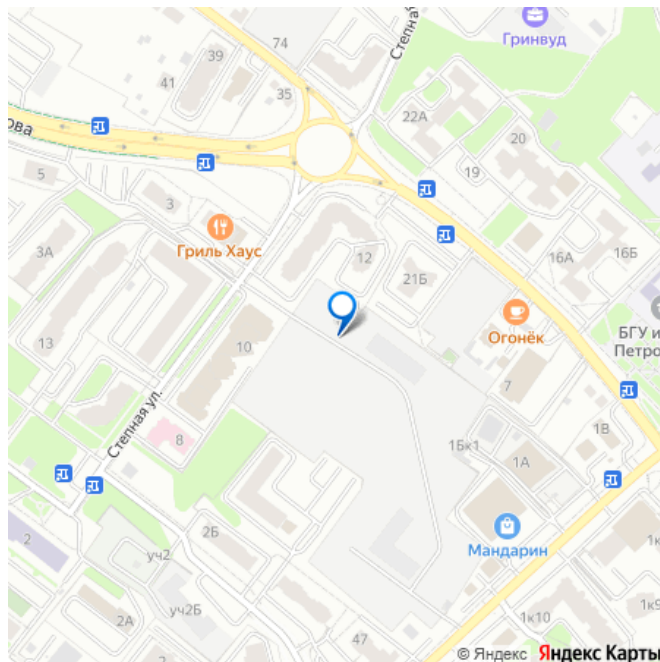 74
Степна
Гринвуд
39
41
35
22А
20
ова
19
5
3
Гриль Хаус
3А
12
21Б
16А
16Б
БГУ и
Петро
Огонёк
13
10
7
Степная ул.
8
1Бк1
1В
1А
2
2Б
уч2
Мандарин
1к
уч2Б
2А
47
1к10
1к9
© Яндекс Яндекс Карты